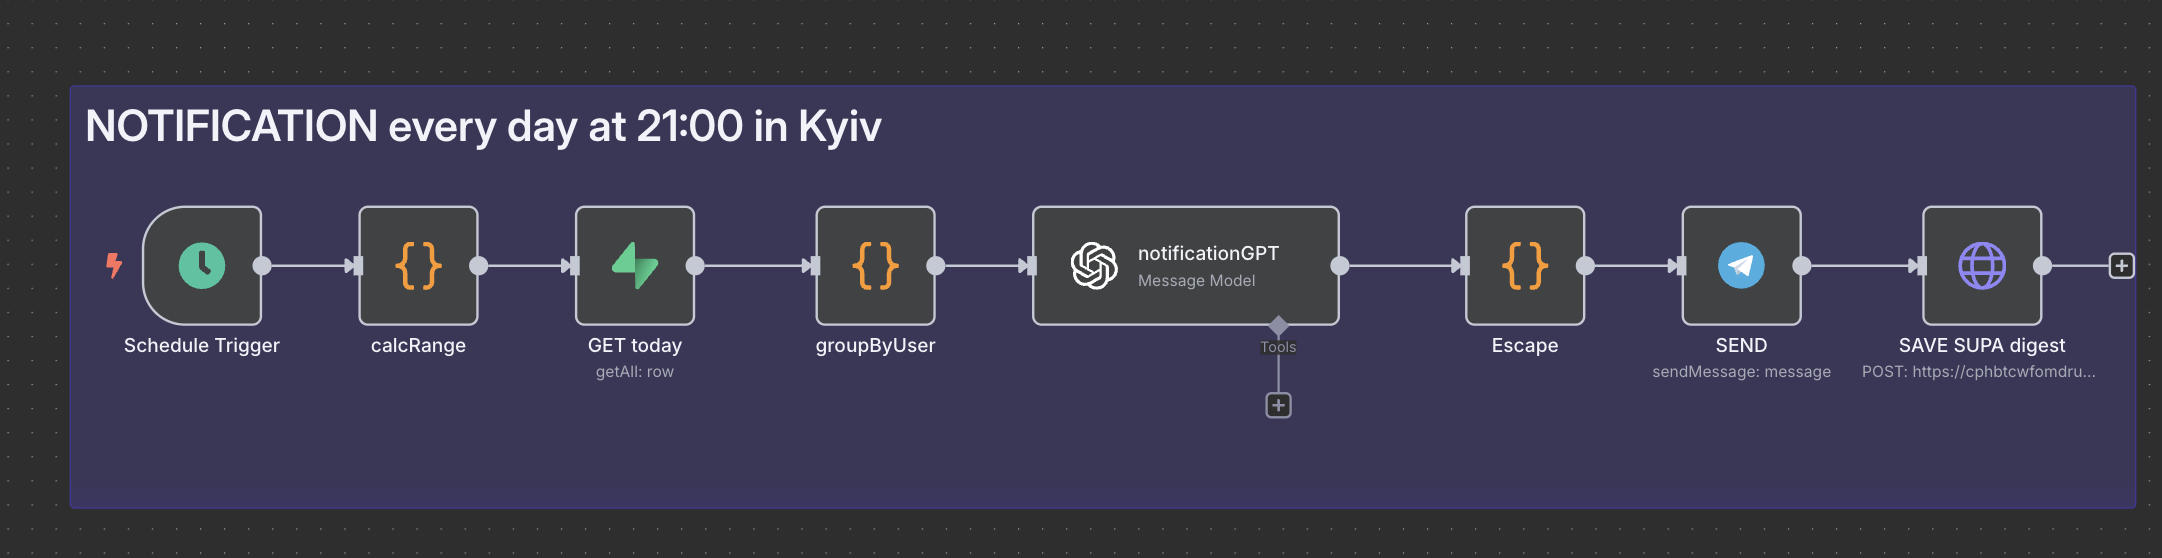 NOTIFICATION every day at 21:00 in Kyiv
notificationGPT
Message Model
Schedule Trigger
calcRange
GET today
getAll: row
groupByUser
Tools
Escape
SEND
sendMessage: message
SAVE SUPA digest
POST: https://cphbtcwfomdru...